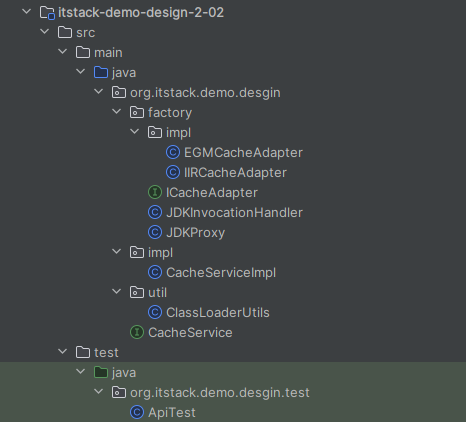 itstack-demo-design-2-02
src
main
java
org.itstack.demo.desgin
factory
impl
EGMCacheAdapter
IIRCacheAdapter
ICacheAdapter
JDKInvocationHandler
JDKProxy
impl
CacheServiceImpl
util
ClassLoaderUtils
CacheService
test
java
org.itstack.demo.desgin.test
ApiTest